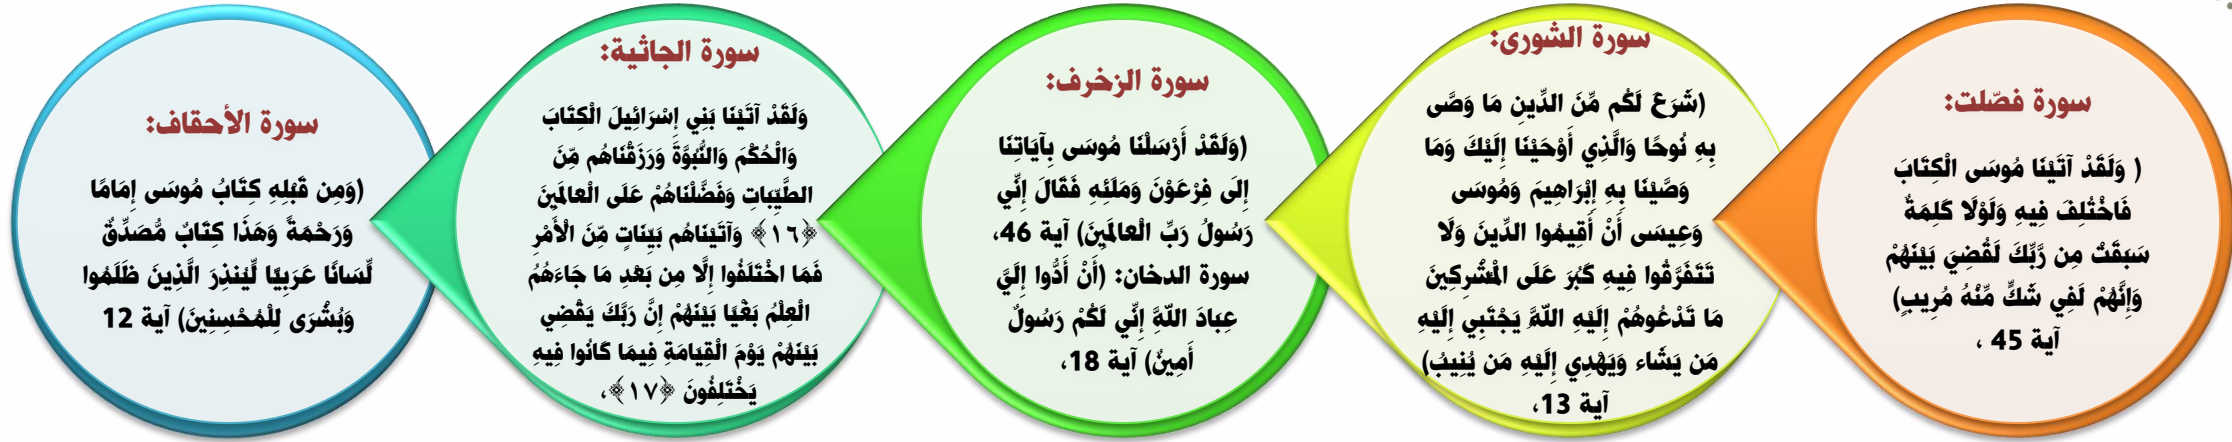 سورة فصّلت:
( وَلَقَدْ آتَيْنَا مُوسَى الْكِتَابَ
فَاخْتُلِفَ فِيهِ وَلَوْلَا كَلِمَةٌ
سَبَقَتْ مِن رَّبِّكَ لَقُضِيَ بَيْنَهُمْ
وَإِنَّهُمْ لَفِي شَكٍّ مِّنْهُ مُرِيبٍ)
آية 45 ،
سورة الشورى:
(شَرَعَ لَكُم مِّنَ الدِّينِ مَا وَصَّى
بِهِ نُوحًا وَالَّذِي أَوْحَيْنَا إِلَيْكَ وَمَا
وَصَّيْنَا بِهِ إِبْرَاهِيمَ وَمُوسَى
وَعِيسَى أَنْ أَقِيمُوا الدِّينَ وَلَا
تَتَفَرَّقُوا فِيهِ كَبُرَ عَلَى الْمُشْرِكِينَ
مَا تَدْعُوهُمْ إِلَيْهِ اللَّهُ يَجْتَبِي إِلَيْهِ
مَن يَشَاء وَيَهْدِي إِلَيْهِ مَن يُنِيبُ)
آية 13،
سورة الزخرف:
(وَلَقَدْ أَرْسَلْنَا مُوسَى بِآيَاتِنَا
إِلَى فِرْعَوْنَ وَمَلَئِهِ فَقَالَ إِنِّي
رَسُولُ رَبِّ الْعَالَمِينَ) آية 46،
سورة الدخان: (أَنْ أَدُّوا إِلَيَّ
عِبَادَ اللَّهِ إِنِّي لَكُمْ رَسُولٌ
أَمِينٌ) آية 18،
سورة الجاثية:
وَلَقَدْ آتَيْنَا بَنِي إِسْرَائِيلَ الْكِتَابَ
وَالْحُكْمَ وَالنُّبُوَّةَ وَرَزَقْنَاهُم مِّنَ
الطَّيِّبَاتِ وَفَضَّلْنَاهُمْ عَلَى الْعالَمِينَ
﴿١٦﴾ وَآتَيْنَاهُم بَيِّنَاتٍ مِّنَ الْأَمْرِ
فَمَا اخْتَلَفُوا إِلَّا مِن بَعْدِ مَا جَاءَهُمُ
الْعِلْمُ بَغْيًا بَيْنَهُمْ إِنَّ رَبَّكَ يَقْضِي
بَيْنَهُمْ يَوْمَ الْقِيَامَةِ فِيمَا كَانُوا فِيهِ
يَخْتَلِفُونَ ﴿١٧﴾،
سورة الأحقاف:
(وَمِن قَبْلِهِ كِتَابُ مُوسَى إِمَامًا
وَرَحْمَةً وَهَذَا كِتَابٌ مُّصَدِّقٌ
لِّسَانًا عَرَبِيًّا لِّيُنذِرَ الَّذِينَ ظَلَمُوا
وَبُشْرَى لِلْمُحْسِنِينَ) آية 12